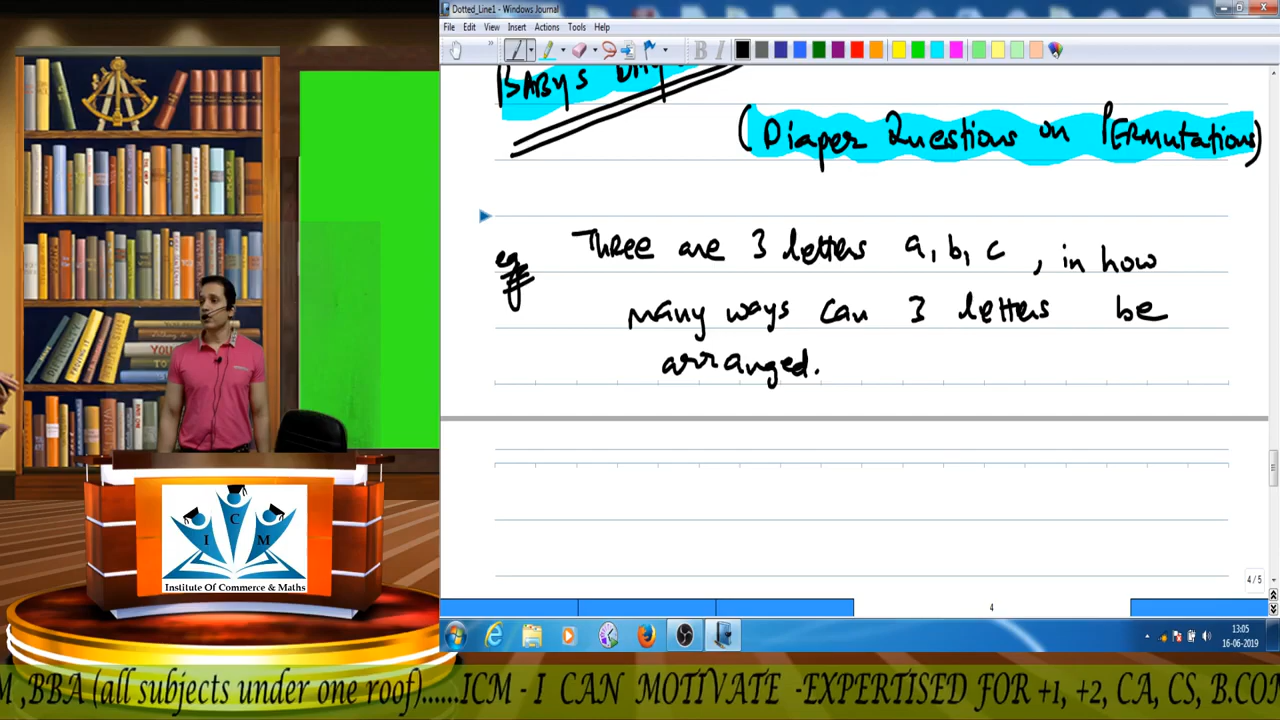 Dotted_Line1 - Windows Journal
File Edit View Insert Actions Tools Help
BABY'S
(Diaper Questions on PERmutations)
eg Three are 3 letters a, b, c , in how
many ways can 3 letters be
arranged.
I C M
Institute Of Commerce & Maths
4 / 5
4
13:05
16-06-2019
M ,BBA (all subjects under one roof)......ICM - I CAN MOTIVATE -EXPERTISED FOR +1, +2, CA, CS, B.COM